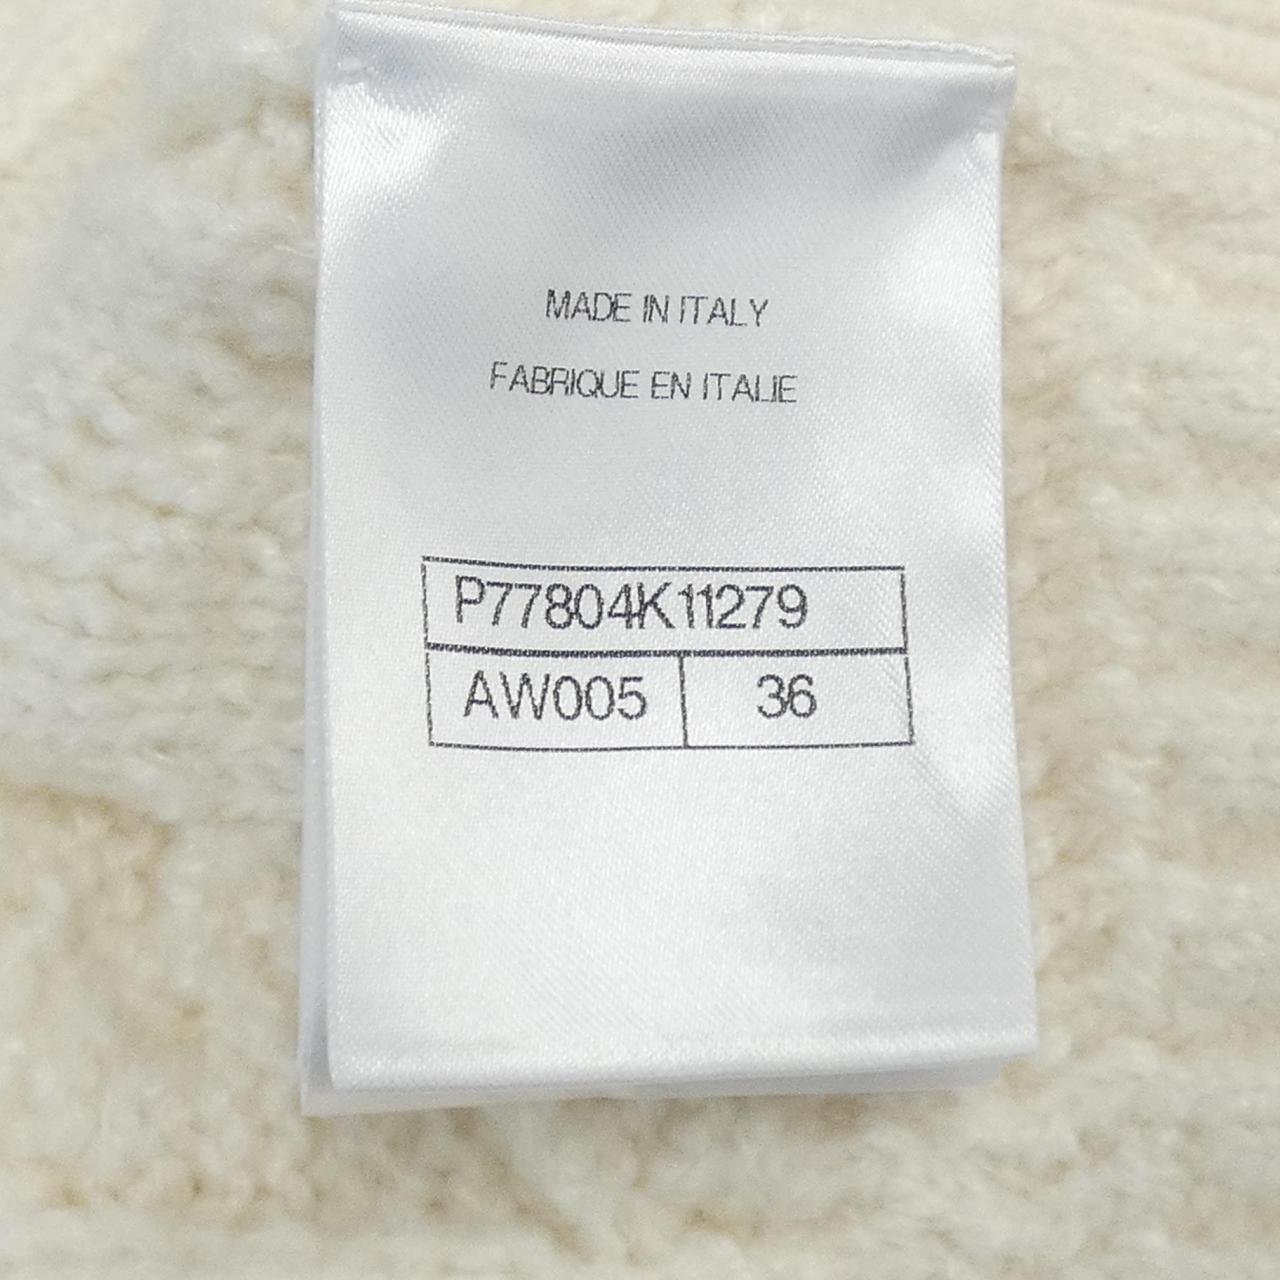 MADE IN ITALY
FABRIQUE EN ITALIE
P77804K11279
AW005 36